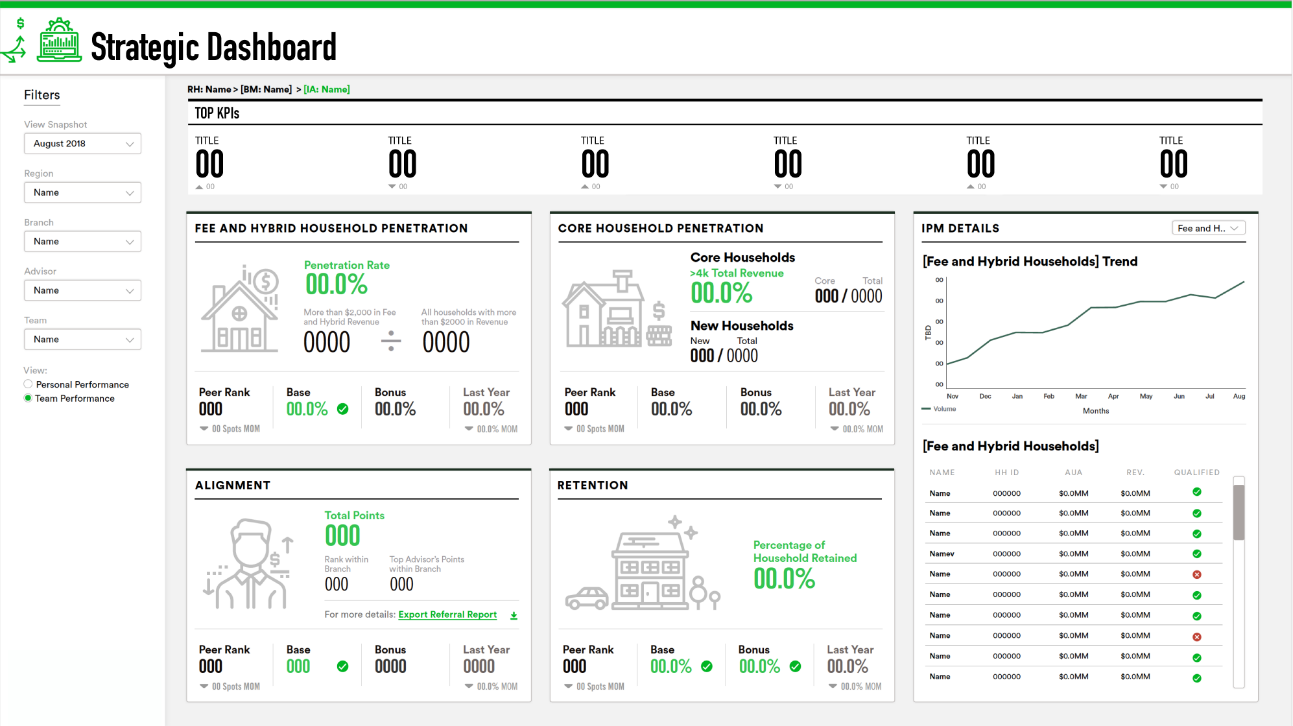 $
Strategic Dashboard
Filters
View Snapshot
August 2018
Region
Name
Branch
Name
Advisor
Name
Team
Name
View:
Personal Performance
Team Performance
RH: Name > [BM: Name] > [IA: Name]
TOP KPIs
TITLE TITLE TITLE TITLE TITLE TITLE
00 00 00 00 00 00
▲ 00 ▼ 00 ▲ 00 ▼ 00 ▲ 00 ▼ 00
FEE AND HYBRID HOUSEHOLD PENETRATION
$
Penetration Rate
00.0%
More than $2,000 in Fee
and Hybrid Revenue
0000
÷
All households with more
than $2000 in Revenue
0000
Peer Rank
000
▼ 00 Spots MOM
Base
00.0%
Bonus
00.0%
Last Year
00.0%
▼ 00.0% MOM
CORE HOUSEHOLD PENETRATION
$
Core Households
>4k Total Revenue
00.0%
Core Total
000 / 0000
New Households
New Total
000 / 0000
Peer Rank
000
▼ 00 Spots MOM
Base
00.0%
Bonus
00.0%
Last Year
00.0%
▼ 00.0% MOM
ALIGNMENT
$
Total Points
000
Rank within
Branch
000
Top Advisor's Points
within Branch
000
For more details: Export Referral Report
Peer Rank
000
▼ 00 Spots MOM
Base
000
Bonus
0000
Last Year
0000
▼ 00.0% MOM
RETENTION
Percentage of
Household Retained
00.0%
Peer Rank
000
▼ 00 Spots MOM
Base
00.0%
Bonus
00.0%
Last Year
00.0%
▼ 00.0% MOM
IPM DETAILS
Fee and H..
[Fee and Hybrid Households] Trend
00
00
00
00
00
00
TBD
Nov Dec Jan Feb Mar Apr May Jun Jul Aug
Volume
Months
[Fee and Hybrid Households]
NAME HH ID AUA REV. QUALIFIED
Name 000000 $0.0MM $0.0MM
Name 000000 $0.0MM $0.0MM
Name 000000 $0.0MM $0.0MM
Namev 000000 $0.0MM $0.0MM
Name 000000 $0.0MM $0.0MM
Name 000000 $0.0MM $0.0MM
Name 000000 $0.0MM $0.0MM
Name 000000 $0.0MM $0.0MM
Name 000000 $0.0MM $0.0MM
Name 000000 $0.0MM $0.0MM